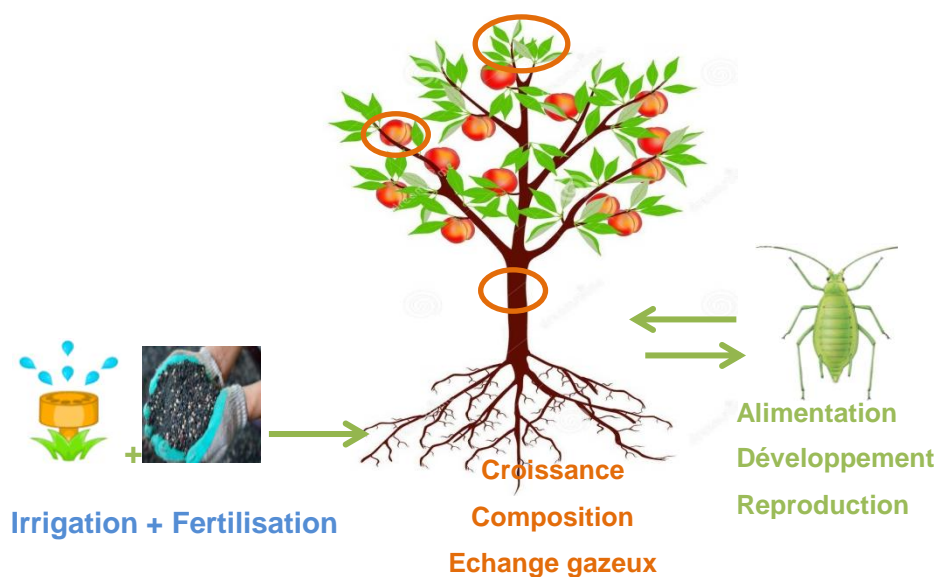 +
Irrigation + Fertilisation
Croissance
Composition
Echange gazeux
Alimentation
Développement
Reproduction